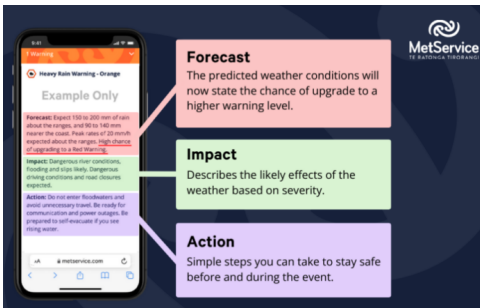 9:41
Warning
Heavy Rain Warning - Orange
Example Only
Forecast: Expect 150 to 200 mm of rain
about the ranges, and 90 to 140 mm
nearer the coast. Peak rates of 20 mm/h
expected about the ranges. High chance
of upgrading to a Red Warning.
Impact: Dangerous river conditions,
flooding and slips likely. Dangerous
driving conditions and road closures
expected.
Action: Do not enter floodwaters and
avoid unnecessary travel. Be ready for
communication and power outages. Be
prepared to self-evacuate if you see
rising water.
AA
metservice.com
Forecast
The predicted weather conditions will
now state the chance of upgrade to a
higher warning level.
Impact
Describes the likely effects of the
weather based on severity.
Action
Simple steps you can take to stay safe
before and during the event.
MetService
TE RATONGA TIRORANGI